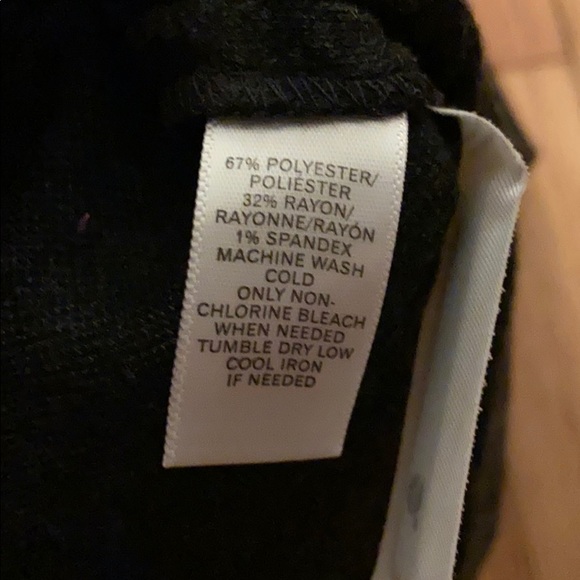 67% POLYESTER/
POLIÉSTER
32% RAYON/
RAYONNE/RAYÓN
1% SPANDEX
MACHINE WASH
COLD
ONLY NON-
CHLORINE BLEACH
WHEN NEEDED
TUMBLE DRY LOW
COOL IRON
IF NEEDED